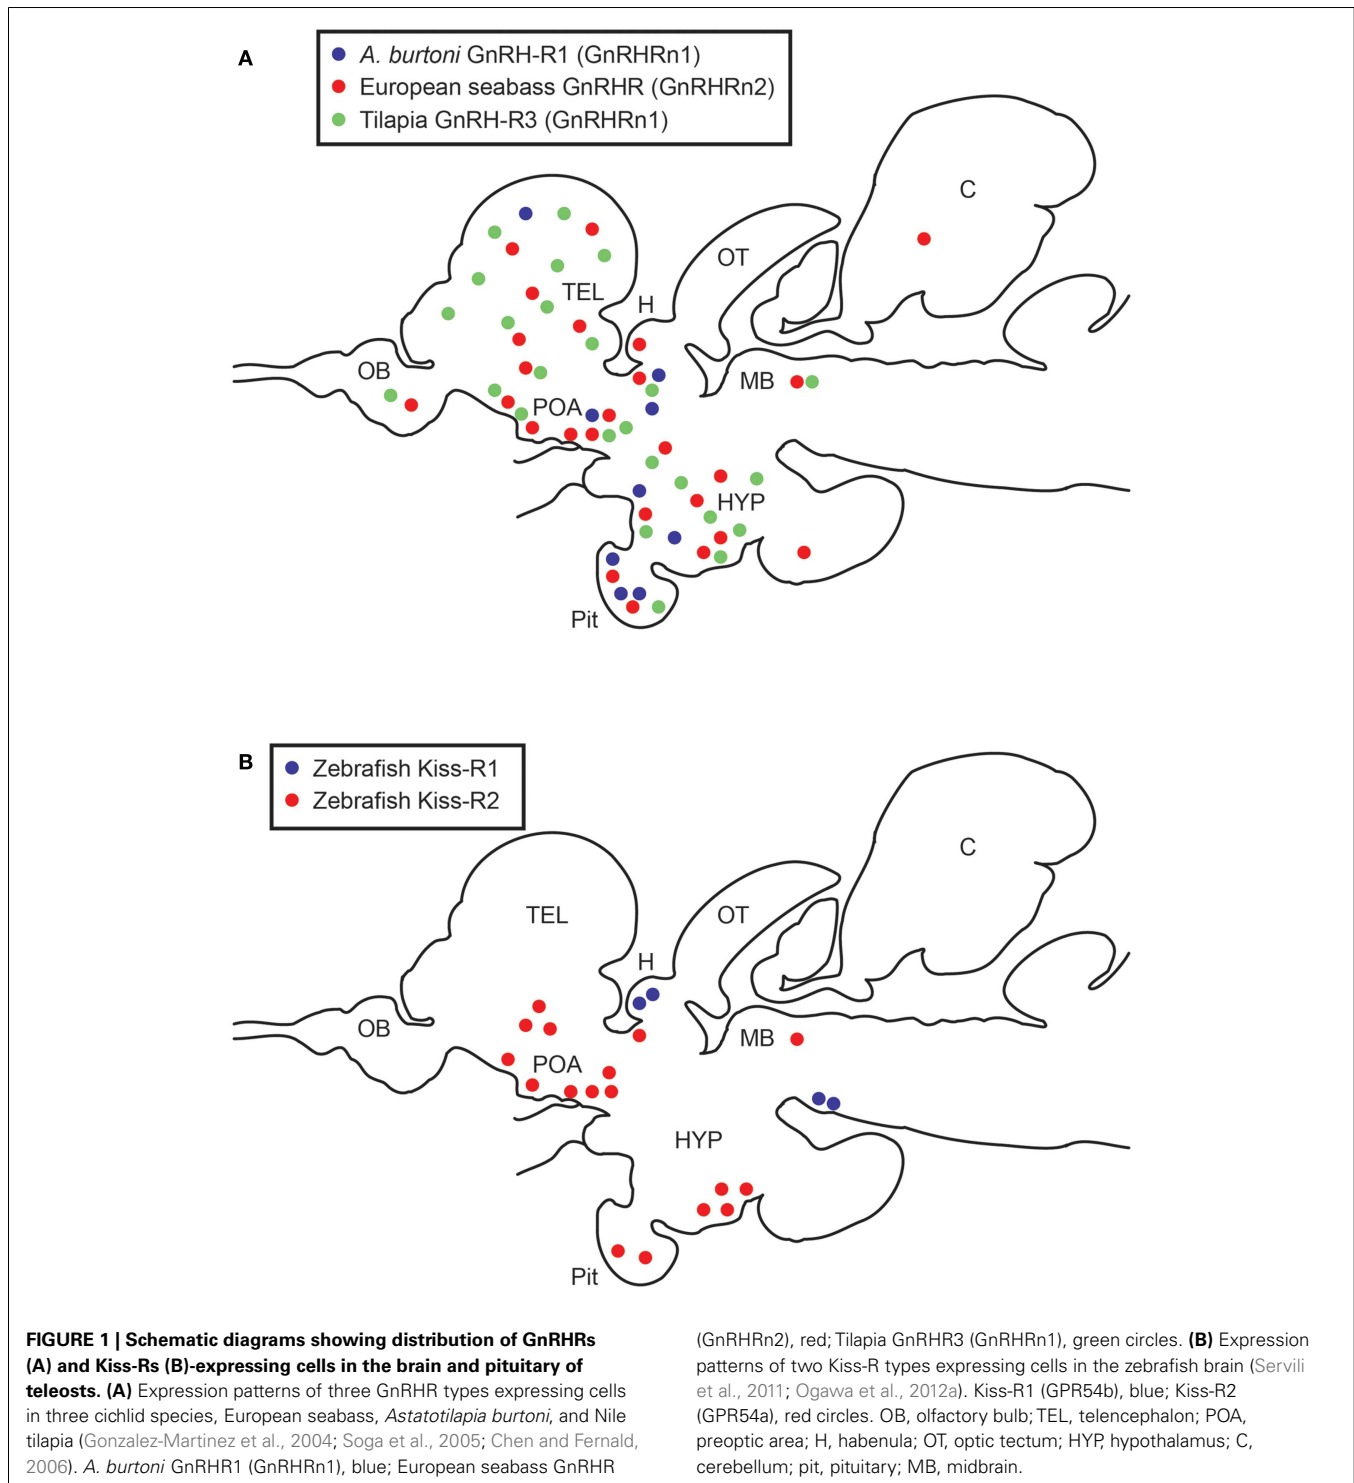 A
A. burtoni GnRH-R1 (GnRHRn1)
European seabass GnRHR (GnRHRn2)
Tilapia GnRH-R3 (GnRHRn1)
C
OT
TEL
H
OB
MB
POA
HYP
Pit
B
Zebrafish Kiss-R1
Zebrafish Kiss-R2
C
TEL
OT
H
OB
MB
POA
HYP
Pit
FIGURE 1 | Schematic diagrams showing distribution of GnRHRs
(A) and Kiss-Rs (B)-expressing cells in the brain and pituitary of
teleosts. (A) Expression patterns of three GnRHR types expressing cells
in three cichlid species, European seabass, Astatotilapia burtoni, and Nile
tilapia (Gonzalez-Martinez et al., 2004; Soga et al., 2005; Chen and Fernald,
2006). A. burtoni GnRHR1 (GnRHRn1), blue; European seabass GnRHR
(GnRHRn2), red; Tilapia GnRHR3 (GnRHRn1), green circles. (B) Expression
patterns of two Kiss-R types expressing cells in the zebrafish brain (Servili
et al., 2011; Ogawa et al., 2012a). Kiss-R1 (GPR54b), blue; Kiss-R2
(GPR54a), red circles. OB, olfactory bulb; TEL, telencephalon; POA,
preoptic area; H, habenula; OT, optic tectum; HYP, hypothalamus; C,
cerebellum; pit, pituitary; MB, midbrain.